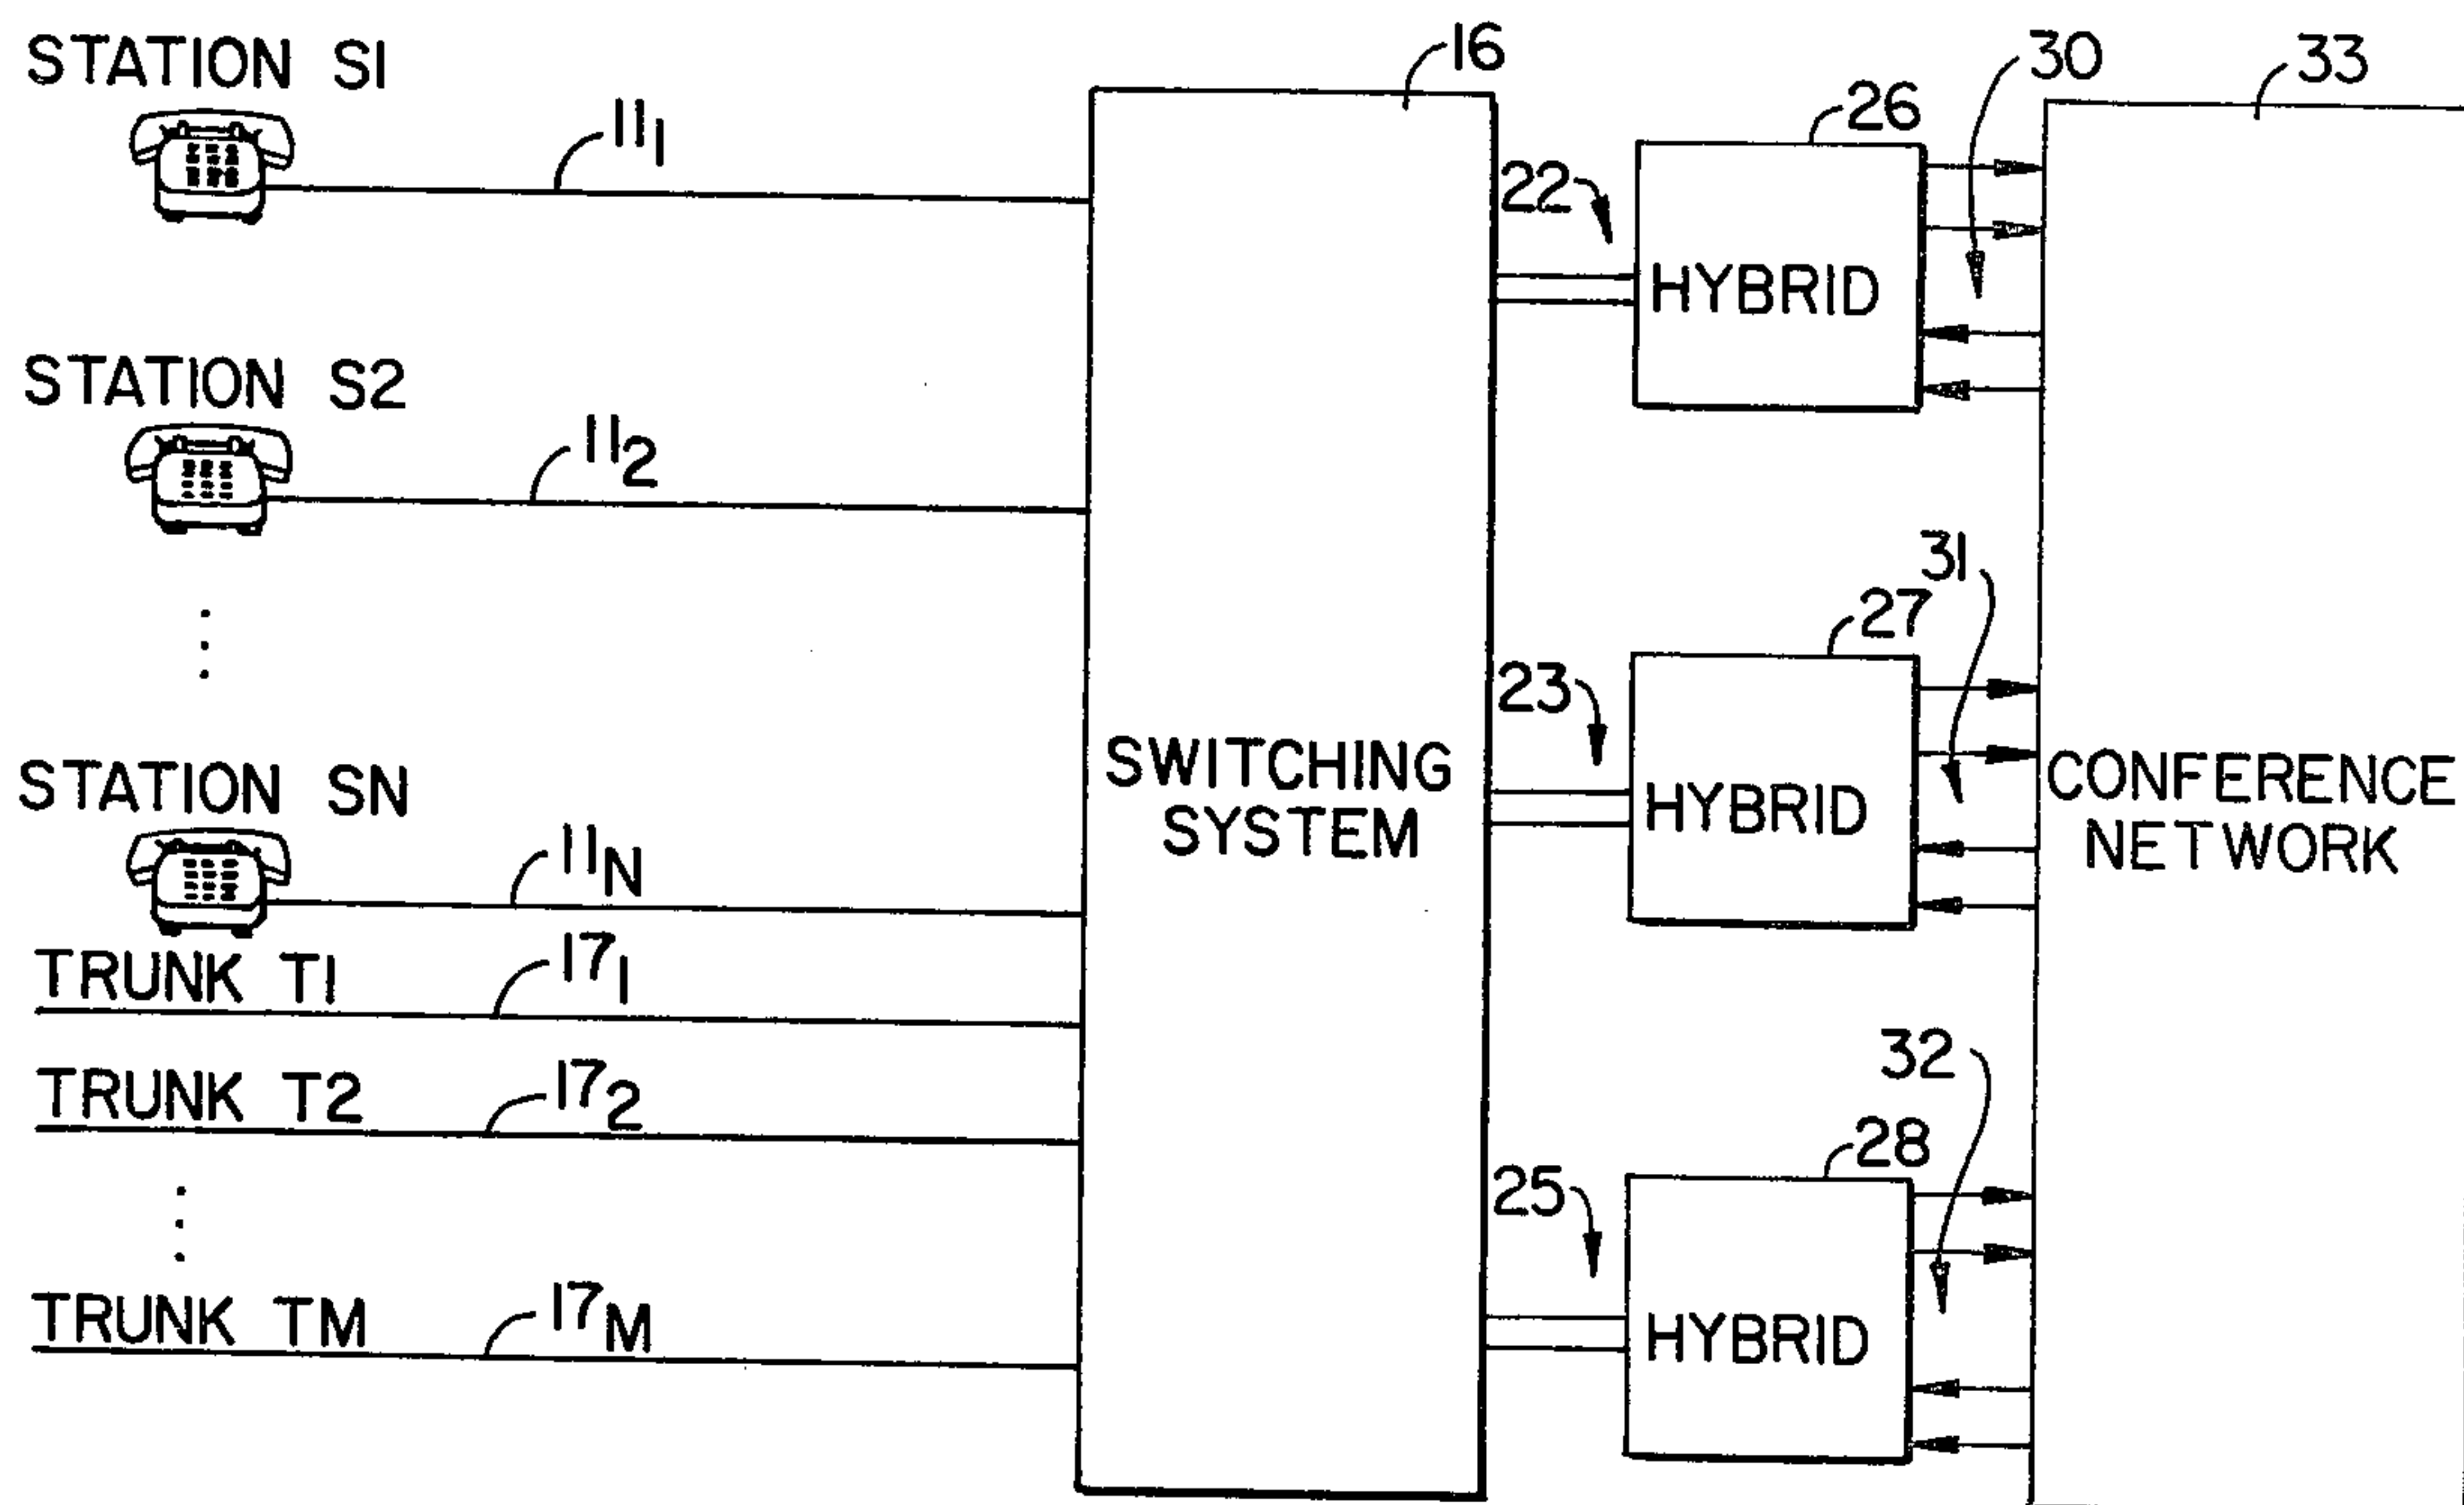 STATION S1
11₁
STATION S2
11₂
STATION SN
11N
TRUNK T1
17₁
TRUNK T2
17₂
TRUNK TM
17M
16
SWITCHING
SYSTEM
22
26
HYBRID
30
23
27
HYBRID
31
25
28
HYBRID
32
33
CONFERENCE
NETWORK